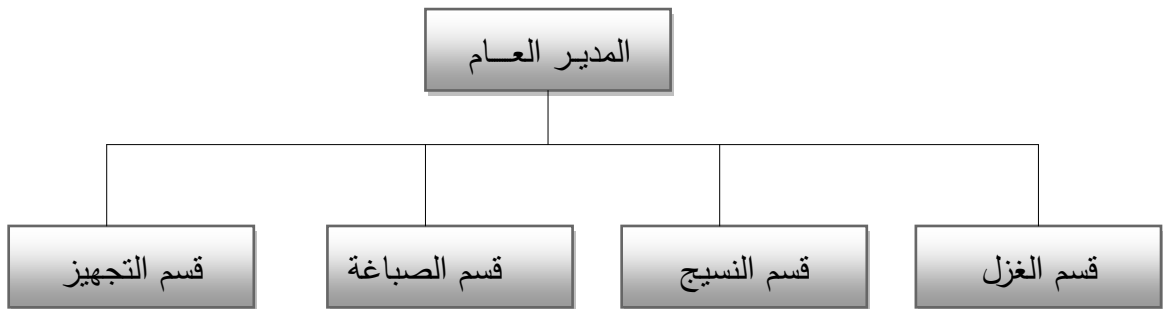 المديـر العــام
قسم الغزل
قسم النسيج
قسم الصباغة
قسم التجهيز